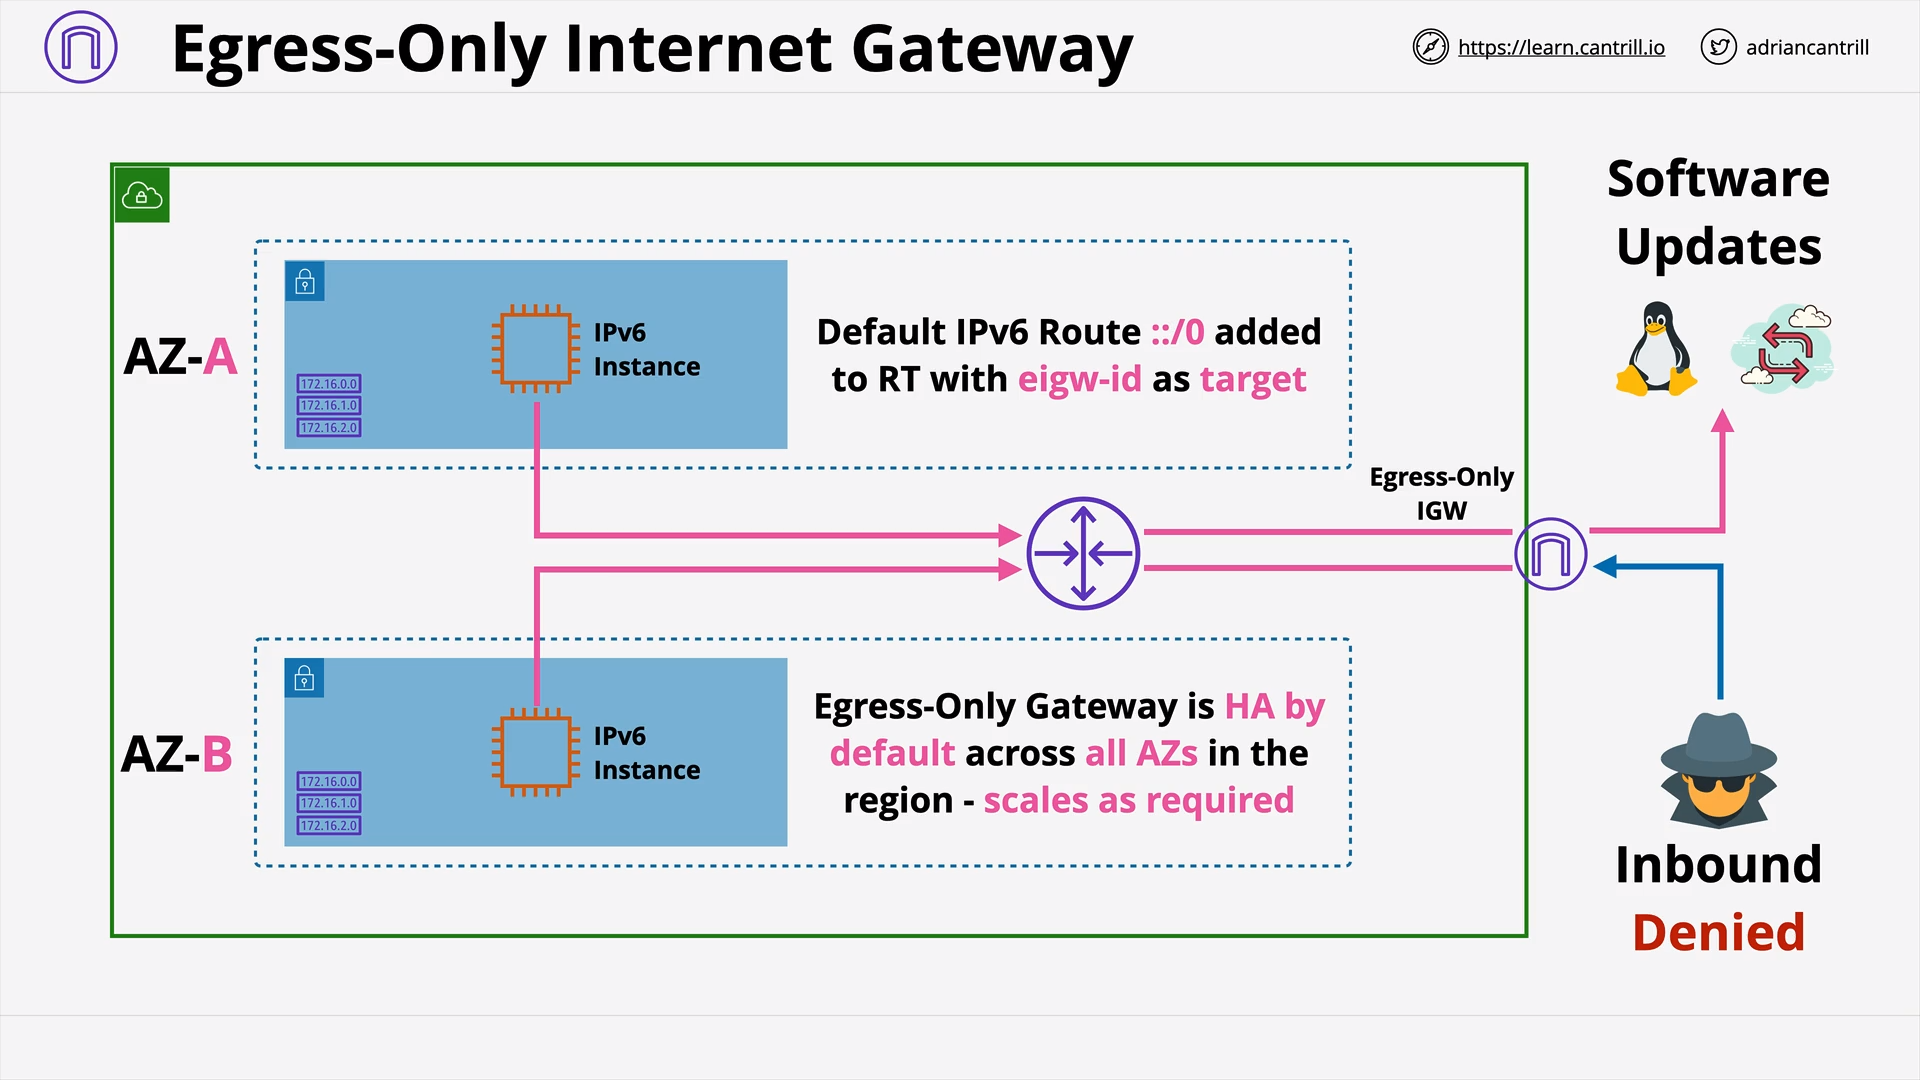 Egress-Only Internet Gateway
https://learn.cantrill.io
adriancantrill
Software
Updates
AZ-A
IPv6
Instance
172.16.0.0
172.16.1.0
172.16.2.0
Default IPv6 Route ::/0 added
to RT with eigw-id as target
Egress-Only
IGW
AZ-B
IPv6
Instance
172.16.0.0
172.16.1.0
172.16.2.0
Egress-Only Gateway is HA by
default across all AZs in the
region - scales as required
Inbound
Denied